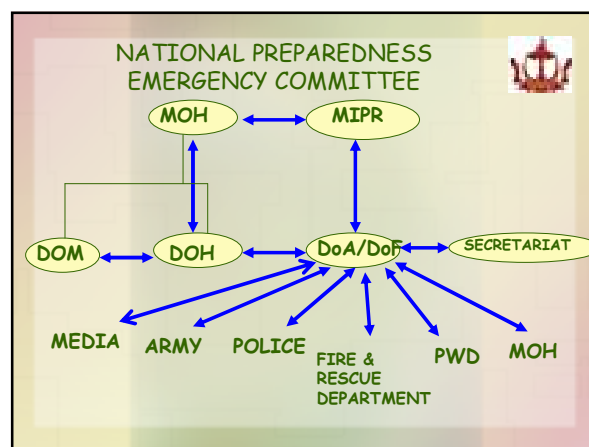 NATIONAL PREPAREDNESS
EMERGENCY COMMITTEE
MOH
MIPR
DOM
DOH
DoA/DoF
SECRETARIAT
MEDIA
ARMY
POLICE
FIRE &
RESCUE
DEPARTMENT
PWD
MOH